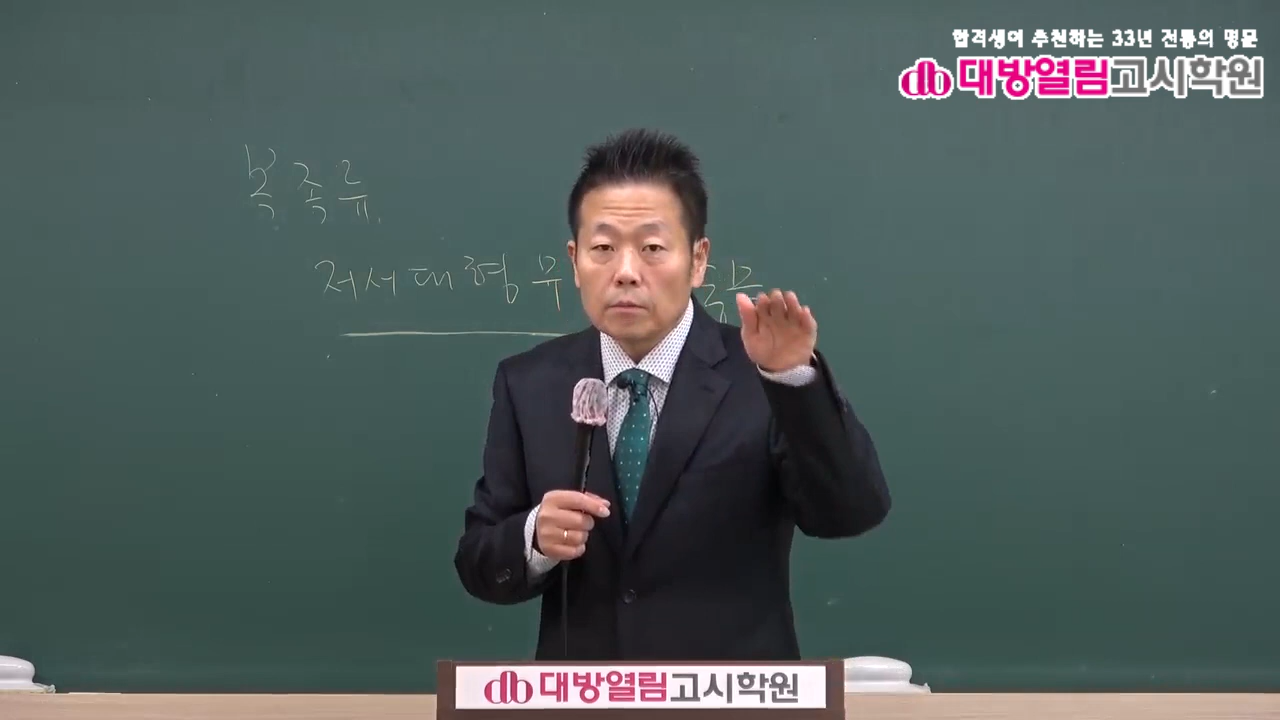 합격생이 추천하는 33년 전통의 명문
db 대방열림고시학원
복족류.
저서대형무
db 대방열림고시학원